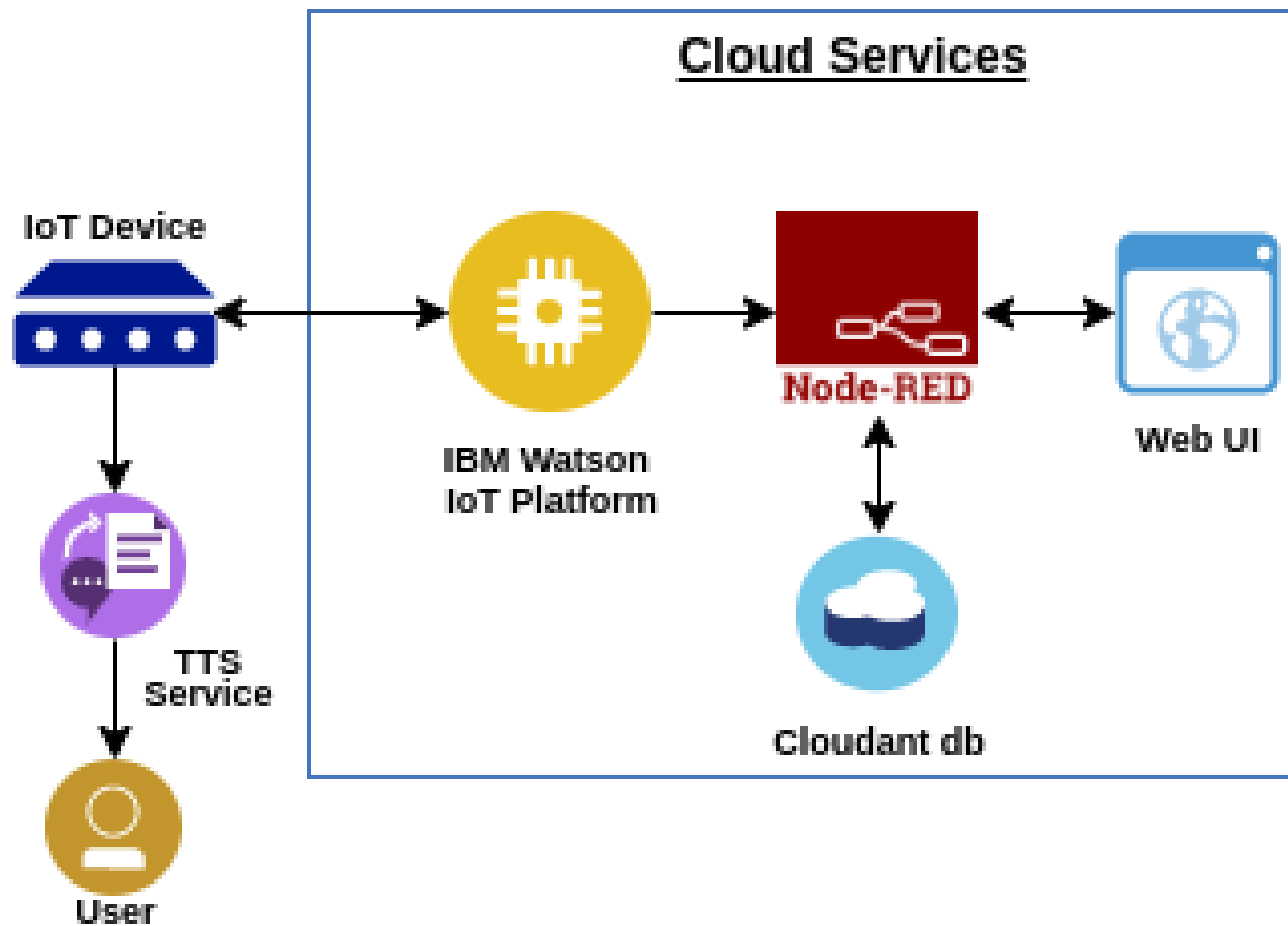 Cloud Services
IoT Device
Node-RED
Web UI
IBM Watson
IoT Platform
TTS
Service
Cloudant db
User